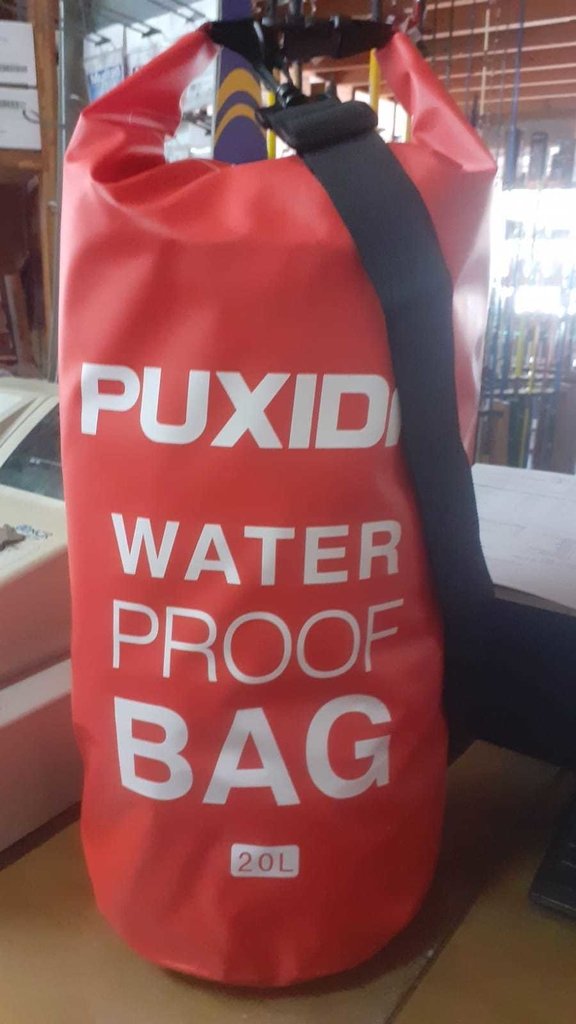 PUXID
WATER
PROOF
BAG
20L